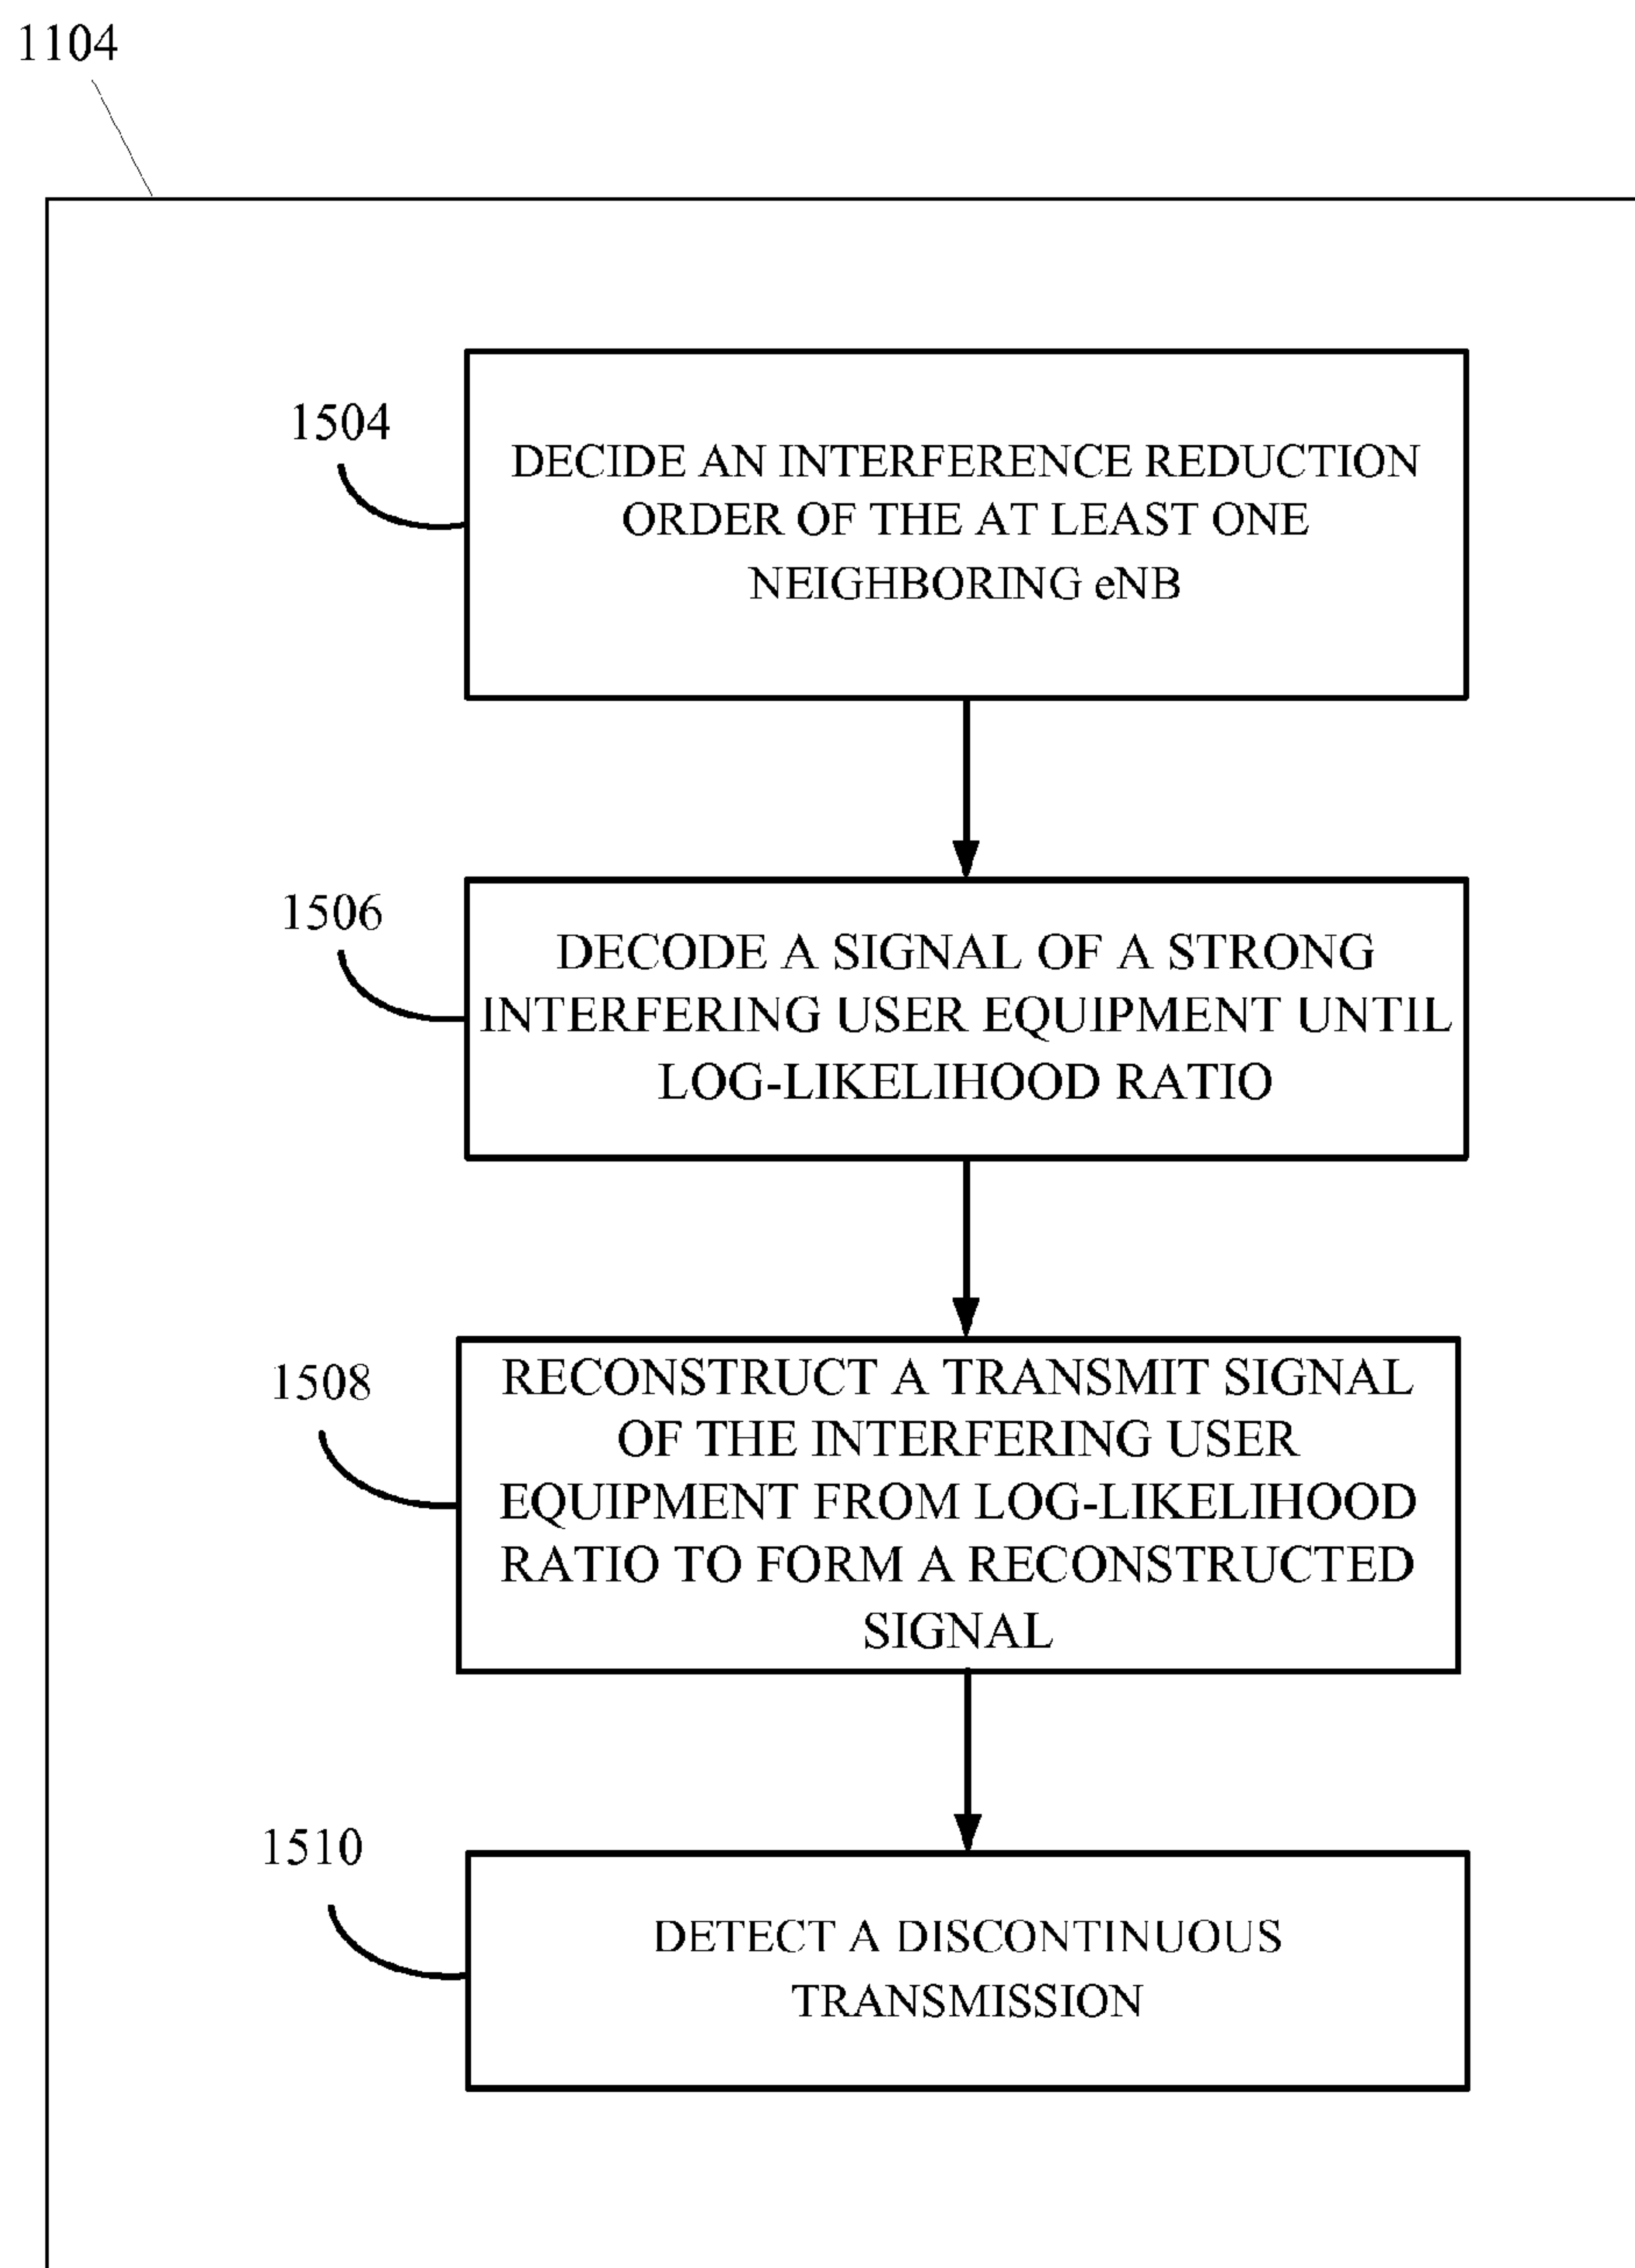 1104
1504
DECIDE AN INTERFERENCE REDUCTION
ORDER OF THE AT LEAST ONE
NEIGHBORING eNB
1506
DECODE A SIGNAL OF A STRONG
INTERFERING USER EQUIPMENT UNTIL
LOG-LIKELIHOOD RATIO
1508
RECONSTRUCT A TRANSMIT SIGNAL
OF THE INTERFERING USER
EQUIPMENT FROM LOG-LIKELIHOOD
RATIO TO FORM A RECONSTRUCTED
SIGNAL
1510
DETECT A DISCONTINUOUS
TRANSMISSION